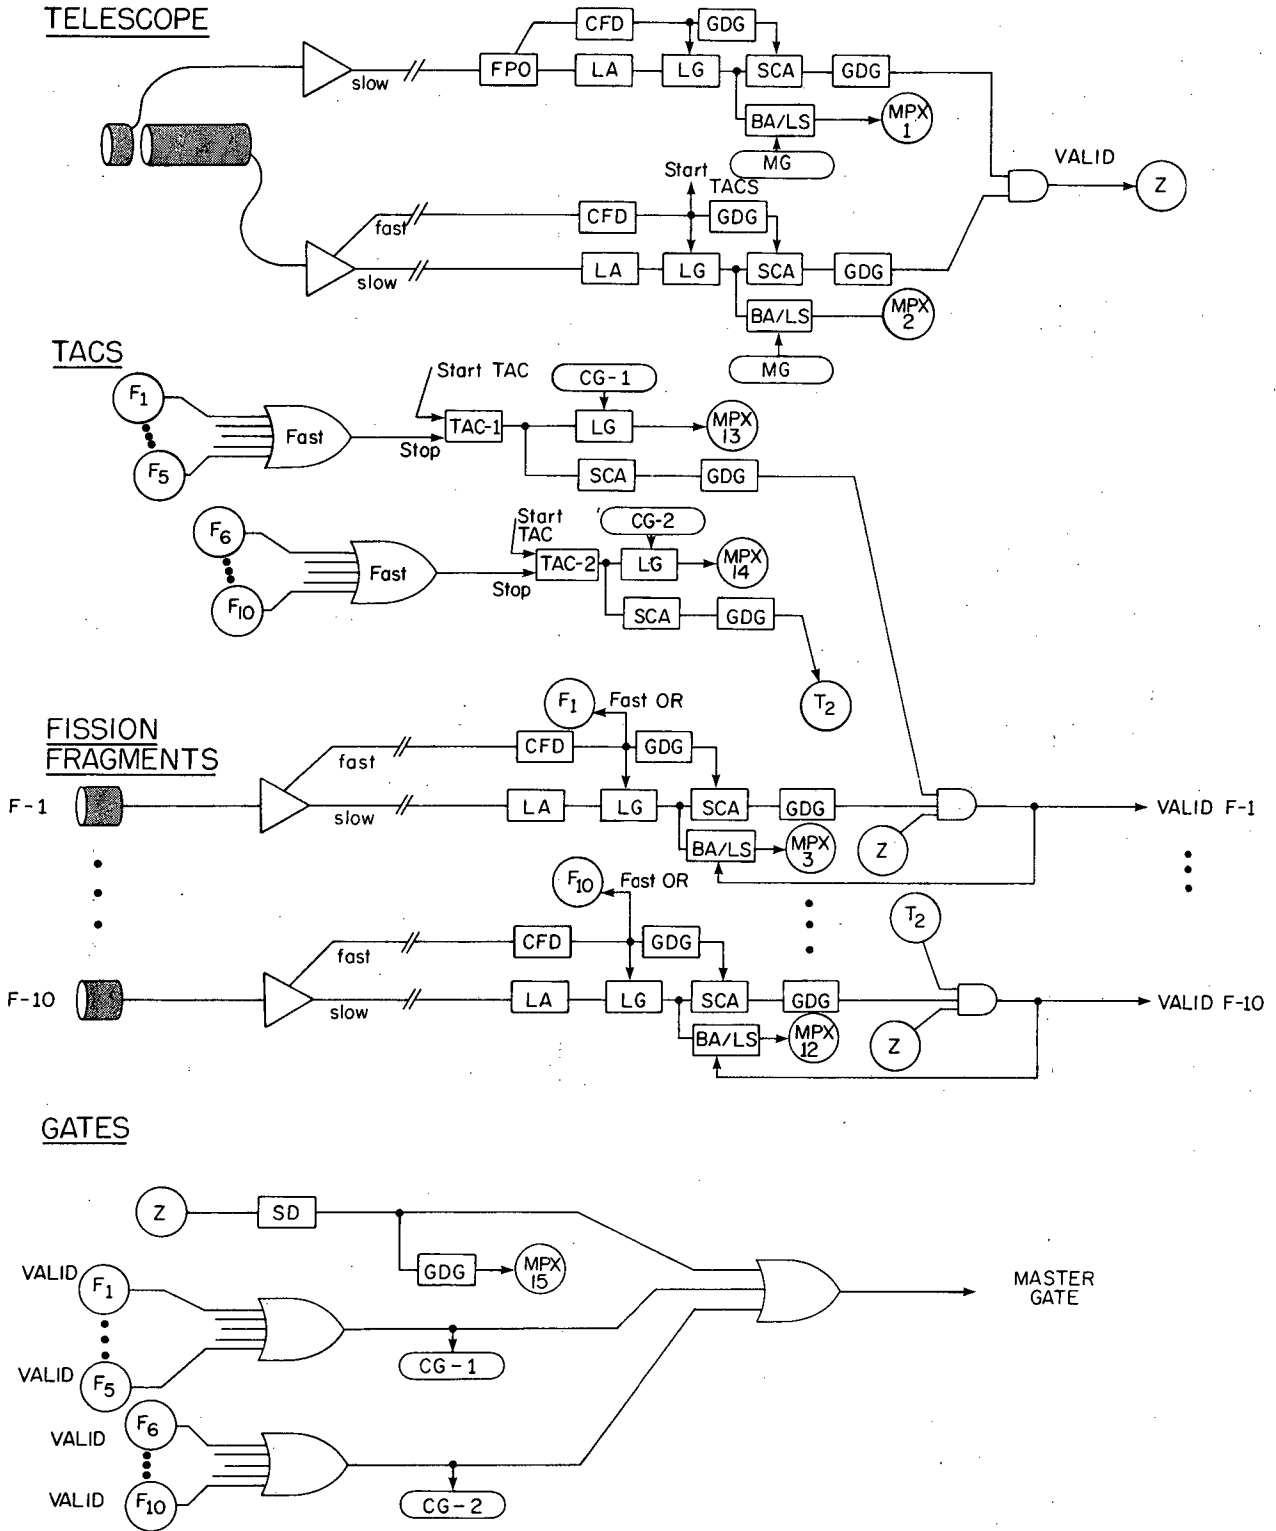 TELESCOPE
CFD
GDG
slow
FPO
LA
LG
SCA
GDG
BA/LS
MPX
1
MG
Start
TACS
VALID
Z
fast
CFD
GDG
slow
LA
LG
SCA
GDG
BA/LS
MPX
2
MG
TACS
F1
F5
Fast
Start TAC
Stop
TAC-1
CG-1
LG
MPX
13
SCA
GDG
F6
F10
Fast
Start
TAC
Stop
TAC-2
CG-2
LG
MPX
14
SCA
GDG
T2
FISSION
FRAGMENTS
F1
Fast OR
fast
CFD
GDG
F-1
slow
LA
LG
SCA
GDG
VALID F-1
BA/LS
MPX
3
Z
F10
Fast OR
T2
fast
CFD
GDG
F-10
slow
LA
LG
SCA
GDG
VALID F-10
BA/LS
MPX
12
Z
GATES
Z
SD
GDG
MPX
15
VALID
F1
VALID
F5
CG-1
MASTER
GATE
VALID
F6
VALID
F10
CG-2